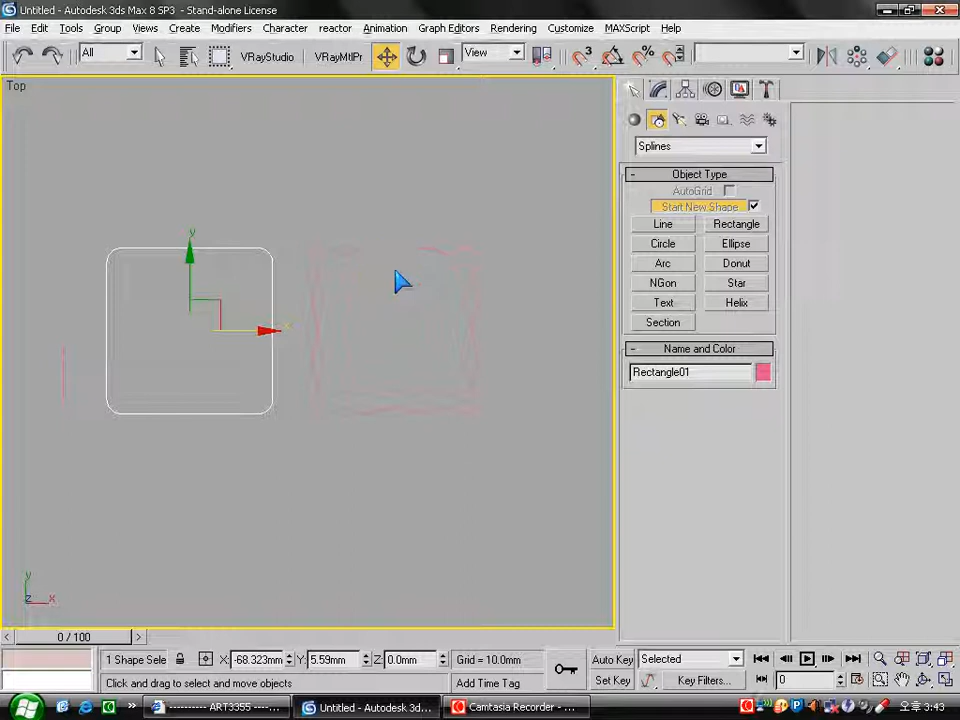 Untitled - Autodesk 3ds Max 8 SP3 - Stand-alone License
File Edit Tools Group Views Create Modifiers Character reactor Animation Graph Editors Rendering Customize MAXScript Help
All VRayStudio VRayMtlPr View
Top
Splines
- Object Type
AutoGrid
Start New Shape
Line Rectangle
Circle Ellipse
Arc Donut
NGon Star
Text Helix
Section
- Name and Color
Rectangle01
y
x
y
z x
< 0 / 100 >
1 Shape Sele X: -68.323mm Y: 5.59mm Z: 0.0mm Grid = 10.0mm Auto Key Selected
Click and drag to select and move objects Add Time Tag Set Key Key Filters... 0
---------- ART3355 ----... Untitled - Autodesk 3d... Camtasia Recorder - ... 오후 3:43